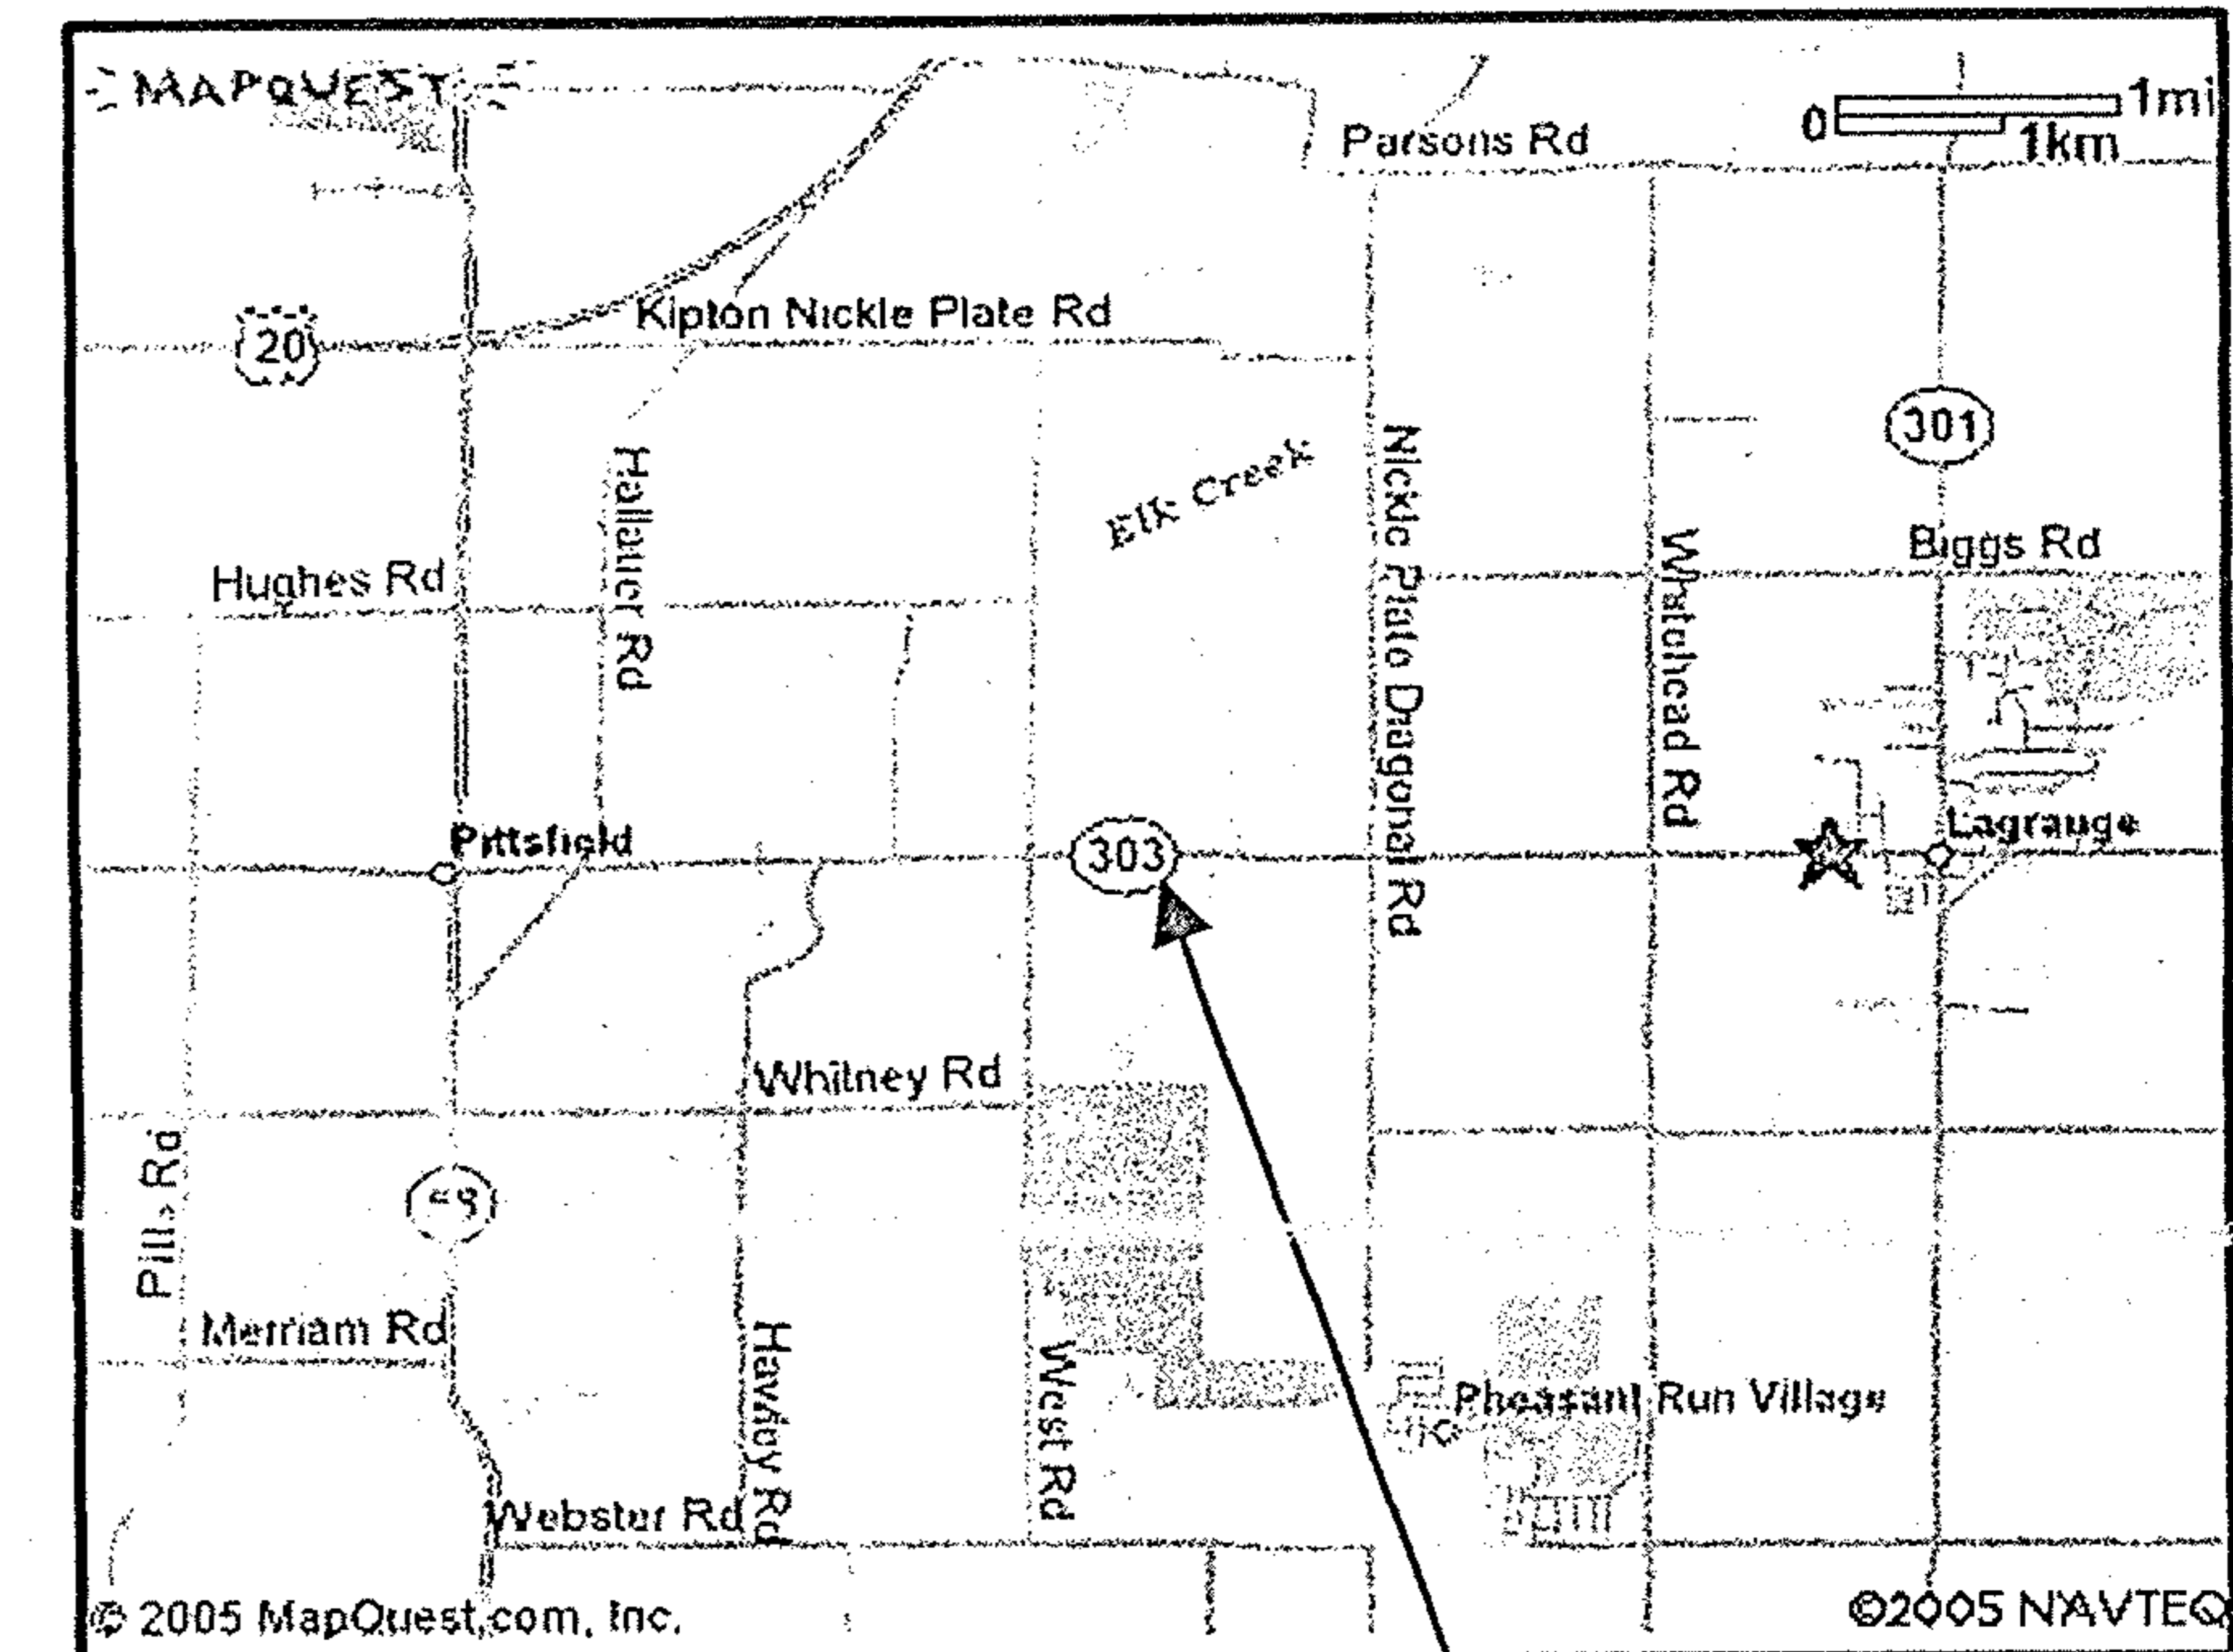 MAPQUEST
0 1mi
1km
Parsons Rd
Kipton Nickle Plate Rd
20
301
Elk Creek
Hallauer Rd
Nickle Plate Diagonal Rd
Whitehead Rd
Biggs Rd
Hughes Rd
Pittsfield
303
Lagrange
Whitney Rd
Pitts Rd
Merriam Rd
Hawley Rd
West Rd
Pheasant Run Village
Webster Rd
© 2005 MapQuest.com, Inc.
©2005 NAVTEQ